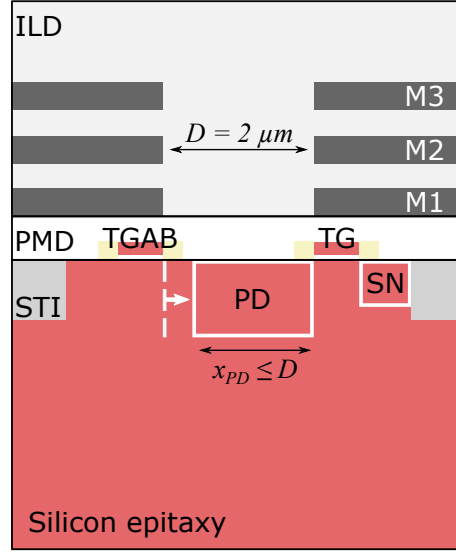 ILD
M3
D = 2 μm
M2
M1
TGAB
TG
PMD
SN
PD
STI
x_PD ≤ D
Silicon epitaxy